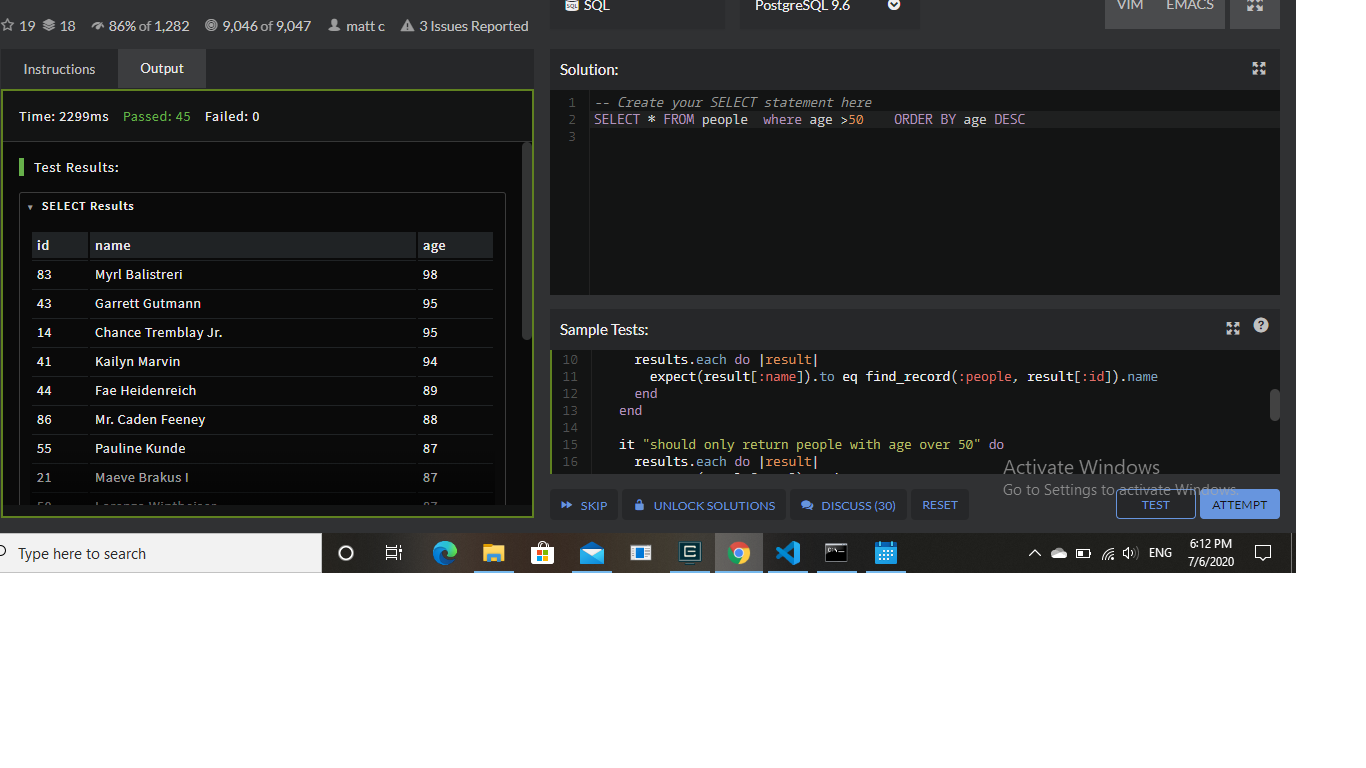 SQL
PostgreSQL 9.6
VIM EMACS
19 18 86% of 1,282 9,046 of 9,047 matt c 3 Issues Reported
Instructions Output
Time: 2299ms Passed: 45 Failed: 0
Test Results:
SELECT Results
id name age
83 Myrl Balistreri 98
43 Garrett Gutmann 95
14 Chance Tremblay Jr. 95
41 Kailyn Marvin 94
44 Fae Heidenreich 89
86 Mr. Caden Feeney 88
55 Pauline Kunde 87
21 Maeve Brakus I 87
Solution:
1 -- Create your SELECT statement here
2 SELECT * FROM people  where age >50    ORDER BY age DESC
3
Sample Tests:
10 results.each do |result|
11 expect(result[:name]).to eq find_record(:people, result[:id]).name
12 end
13 end
14
15 it "should only return people with age over 50" do
16 results.each do |result|
Activate Windows
Go to Settings to activate Windows.
SKIP UNLOCK SOLUTIONS DISCUSS (30) RESET TEST ATTEMPT
Type here to search
ENG
6:12 PM
7/6/2020